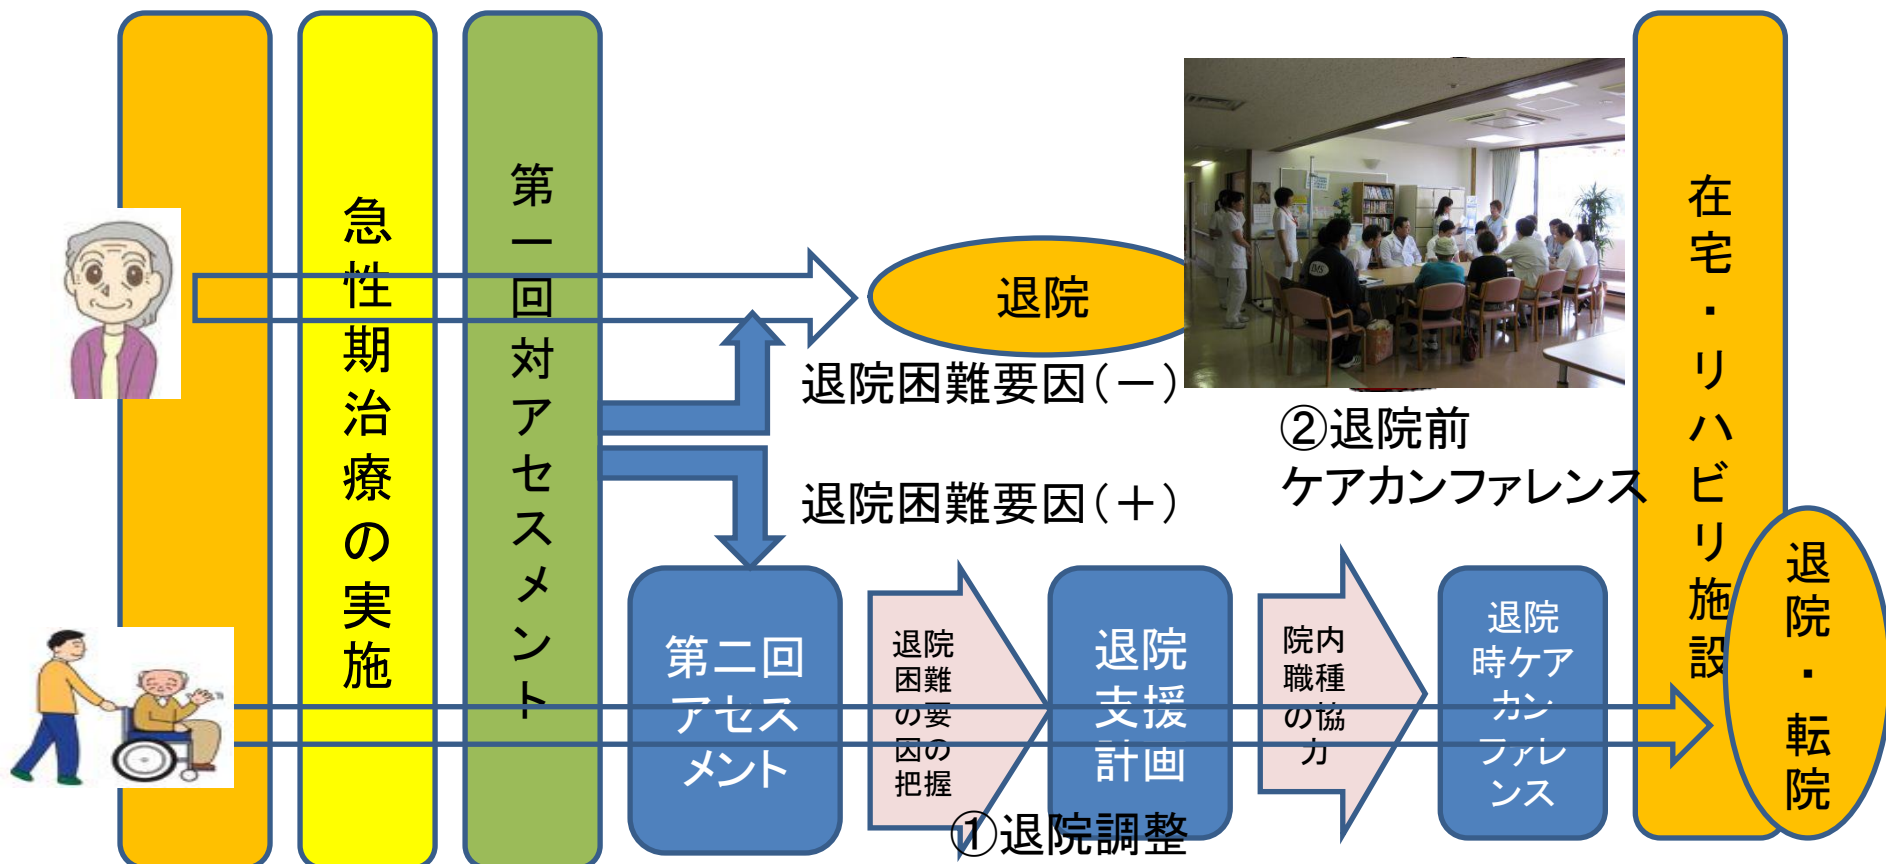 急性期治療の実施
第一回対アセスメント
退院
退院困難要因(－)
退院困難要因(＋)
②退院前
ケアカンファレンス
在宅・リハビリ施設
第二回
アセス
メント
退院
困難
の要
因の
把握
退院
支援
計画
院内
職種
の協
力
退院
時ケア
カン
ファレ
ンス
退院・転院
①退院調整